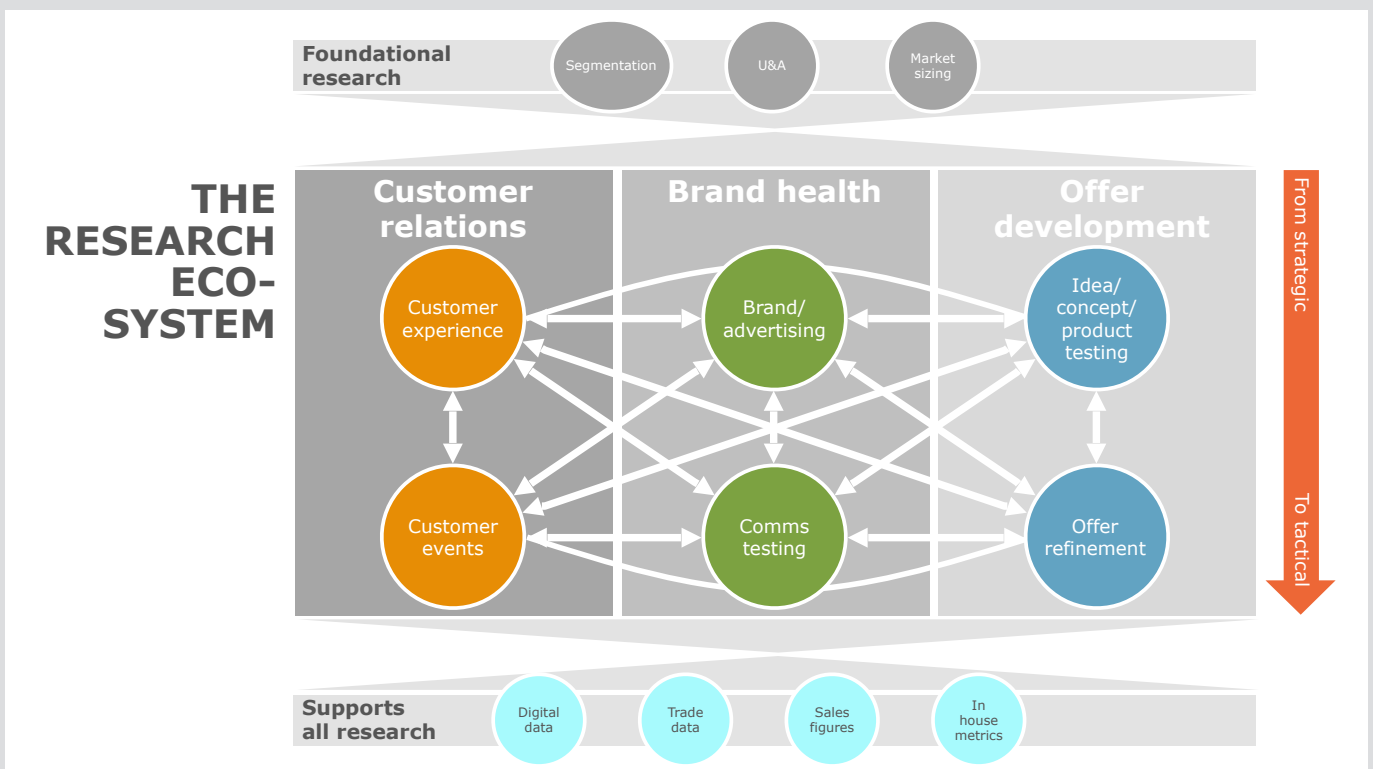 Foundational
research
Segmentation
U&A
Market
sizing
THE
RESEARCH
ECO-
SYSTEM
Customer
relations
Brand health
Offer
development
Customer
experience
Brand/
advertising
Idea/
concept/
product
testing
Customer
events
Comms
testing
Offer
refinement
From strategic
To tactical
Supports
all research
Digital
data
Trade
data
Sales
figures
In
house
metrics